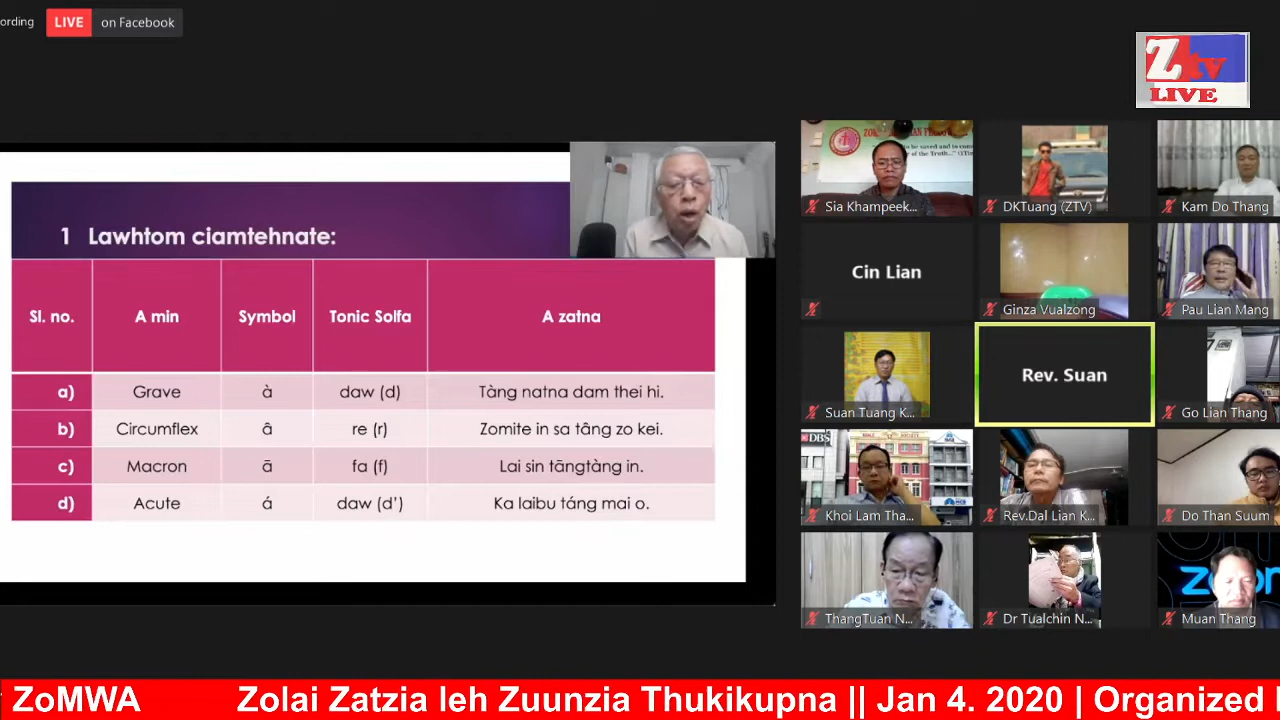 ording LIVE on Facebook
Ztv
LIVE
1 Lawhtom ciamtehnate:
Sl. no. A min Symbol Tonic Solfa A zatna
a) Grave à daw (d) Tàng natna dam thei hi.
b) Circumflex â re (r) Zomite in sa tâng zo kei.
c) Macron ā fa (f) Lai sin tāngtàng in.
d) Acute á daw (d’) Ka laibu táng mai o.
Sia Khampeek...
DKTuang (ZTV)
Kam Do Thang
Cin Lian
Ginza Vualzong
Pau Lian Mang
Suan Tuang K...
Rev. Suan
Go Lian Thang
DBS
Khoi Lam Tha...
Rev.Dal Lian K...
Do Than Suum
ThangTuan N...
Dr Tualchin N...
Muan Thang
ZoMWA Zolai Zatzia leh Zuunzia Thukikupna || Jan 4. 2020 | Organized